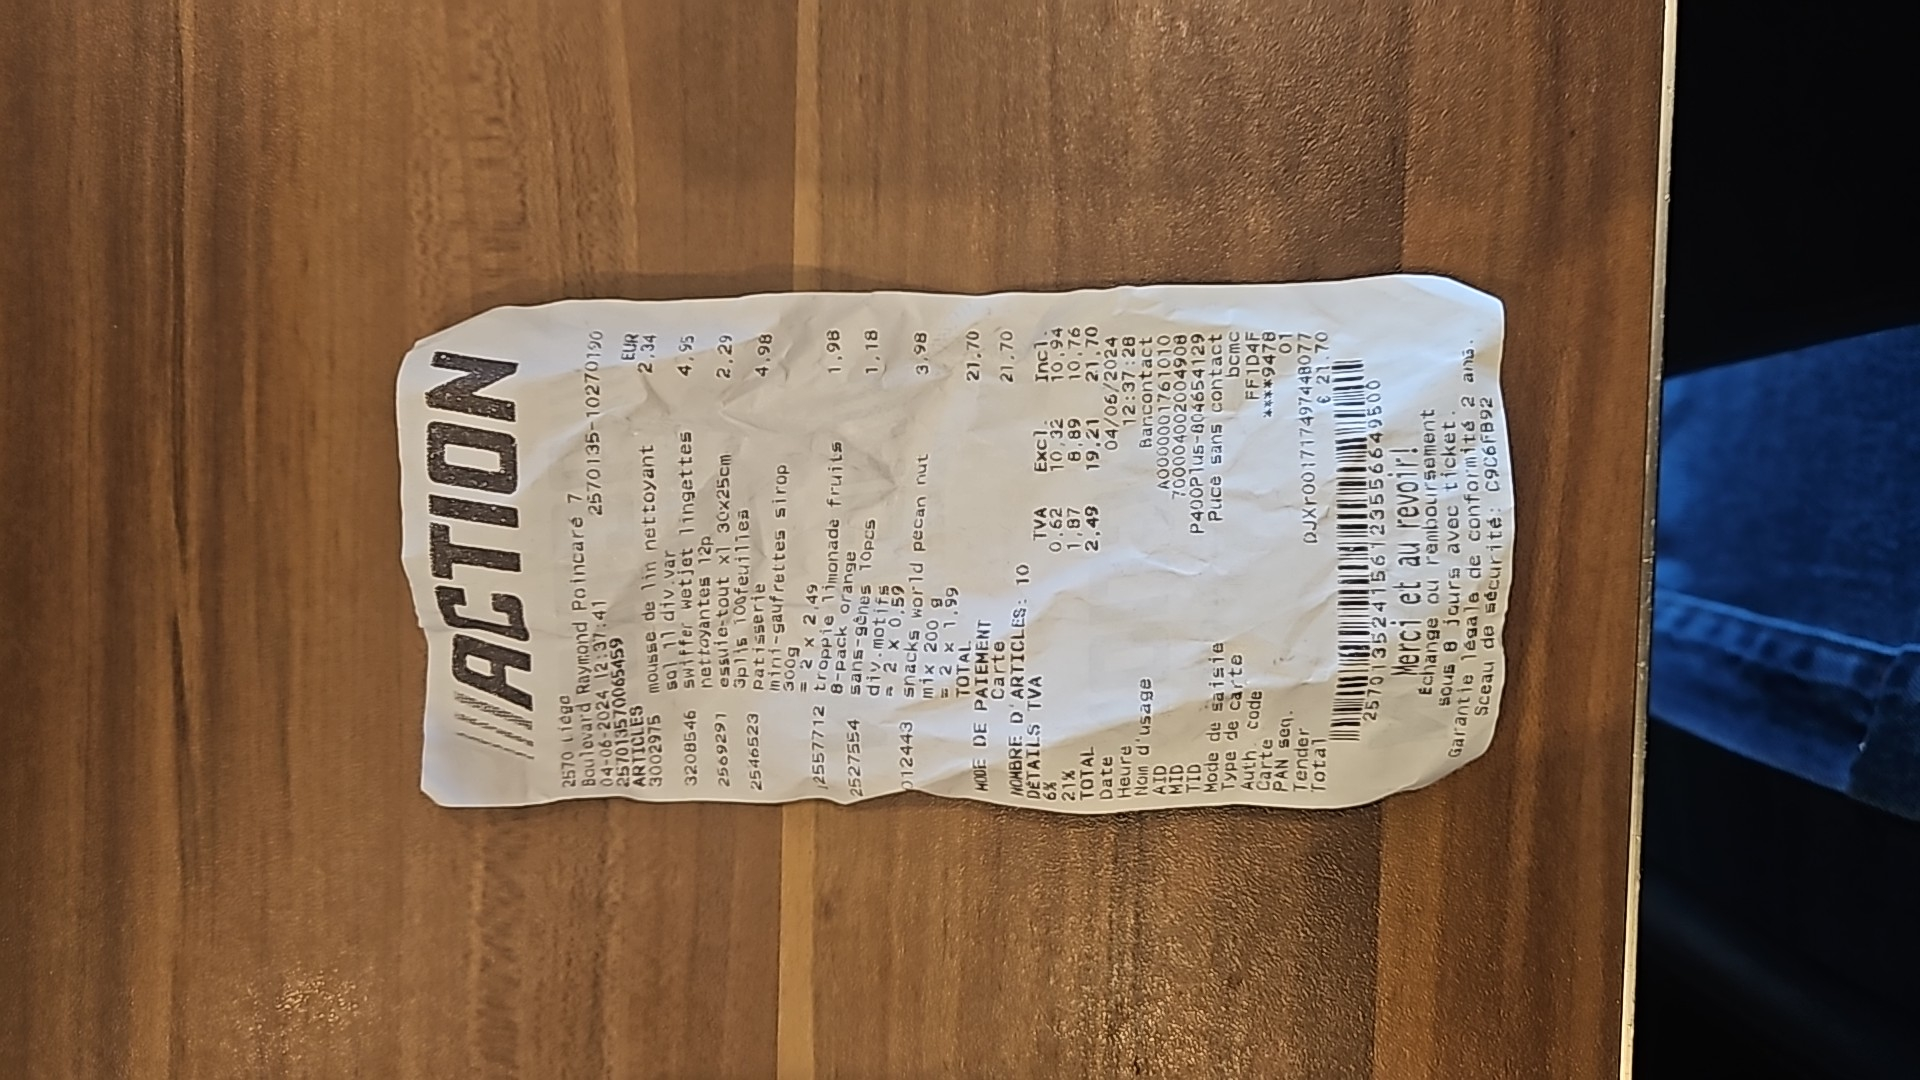 ACTION
2570 Liège
Boulevard Raymond Poincaré 7
04-06-2024 12:37:41 2570135-10270190
2570135700654​59
ARTICLES EUR
3002975 mousse de lin nettoyant 2,34
sol 1l div.var
3208546 swiffer wetjet lingettes 4,95
nettoyantes 12p
2569291 essuie-tout xl 30x25cm 2,29
3plis 100feuilles
2546523 patisserie 4,98
mini-gaufrettes sirop
300g
= 2 x 2,49
2557712 troppie limonade fruits 1,98
8-pack orange
2527554 sans-gênes 10pcs 1,18
div.motifs
= 2 x 0,59
012443 snacks world pecan nut 3,98
mix 200 g
= 2 x 1,99
TOTAL 21,70
MODE DE PAIEMENT
Carte 21,70
NOMBRE D'ARTICLES: 10
DÉTAILS TVA TVA Excl. Incl.
6% 0,62 10,32 10,94
21% 1,87 8,89 10,76
TOTAL 2,49 19,21 21,70
Date 04/06/2024
Heure 12:37:28
Nom d'usage Bancontact
AID A0000001761010
MID 700004002004908
TID P400Plus-804654129
Mode de saisie Puce sans contact
Type de carte bcmc
Auth. code FF1D4F
Carte ****9478
PAN seq. 01
Tender DJXr001717497448077
Total € 21.70
257013524156123556649500
Merci et au revoir!
Échange ou remboursement
sous 8 jours avec ticket.
Garantie légale de conformité 2 ans.
Sceau de sécurité: C9C6FB92